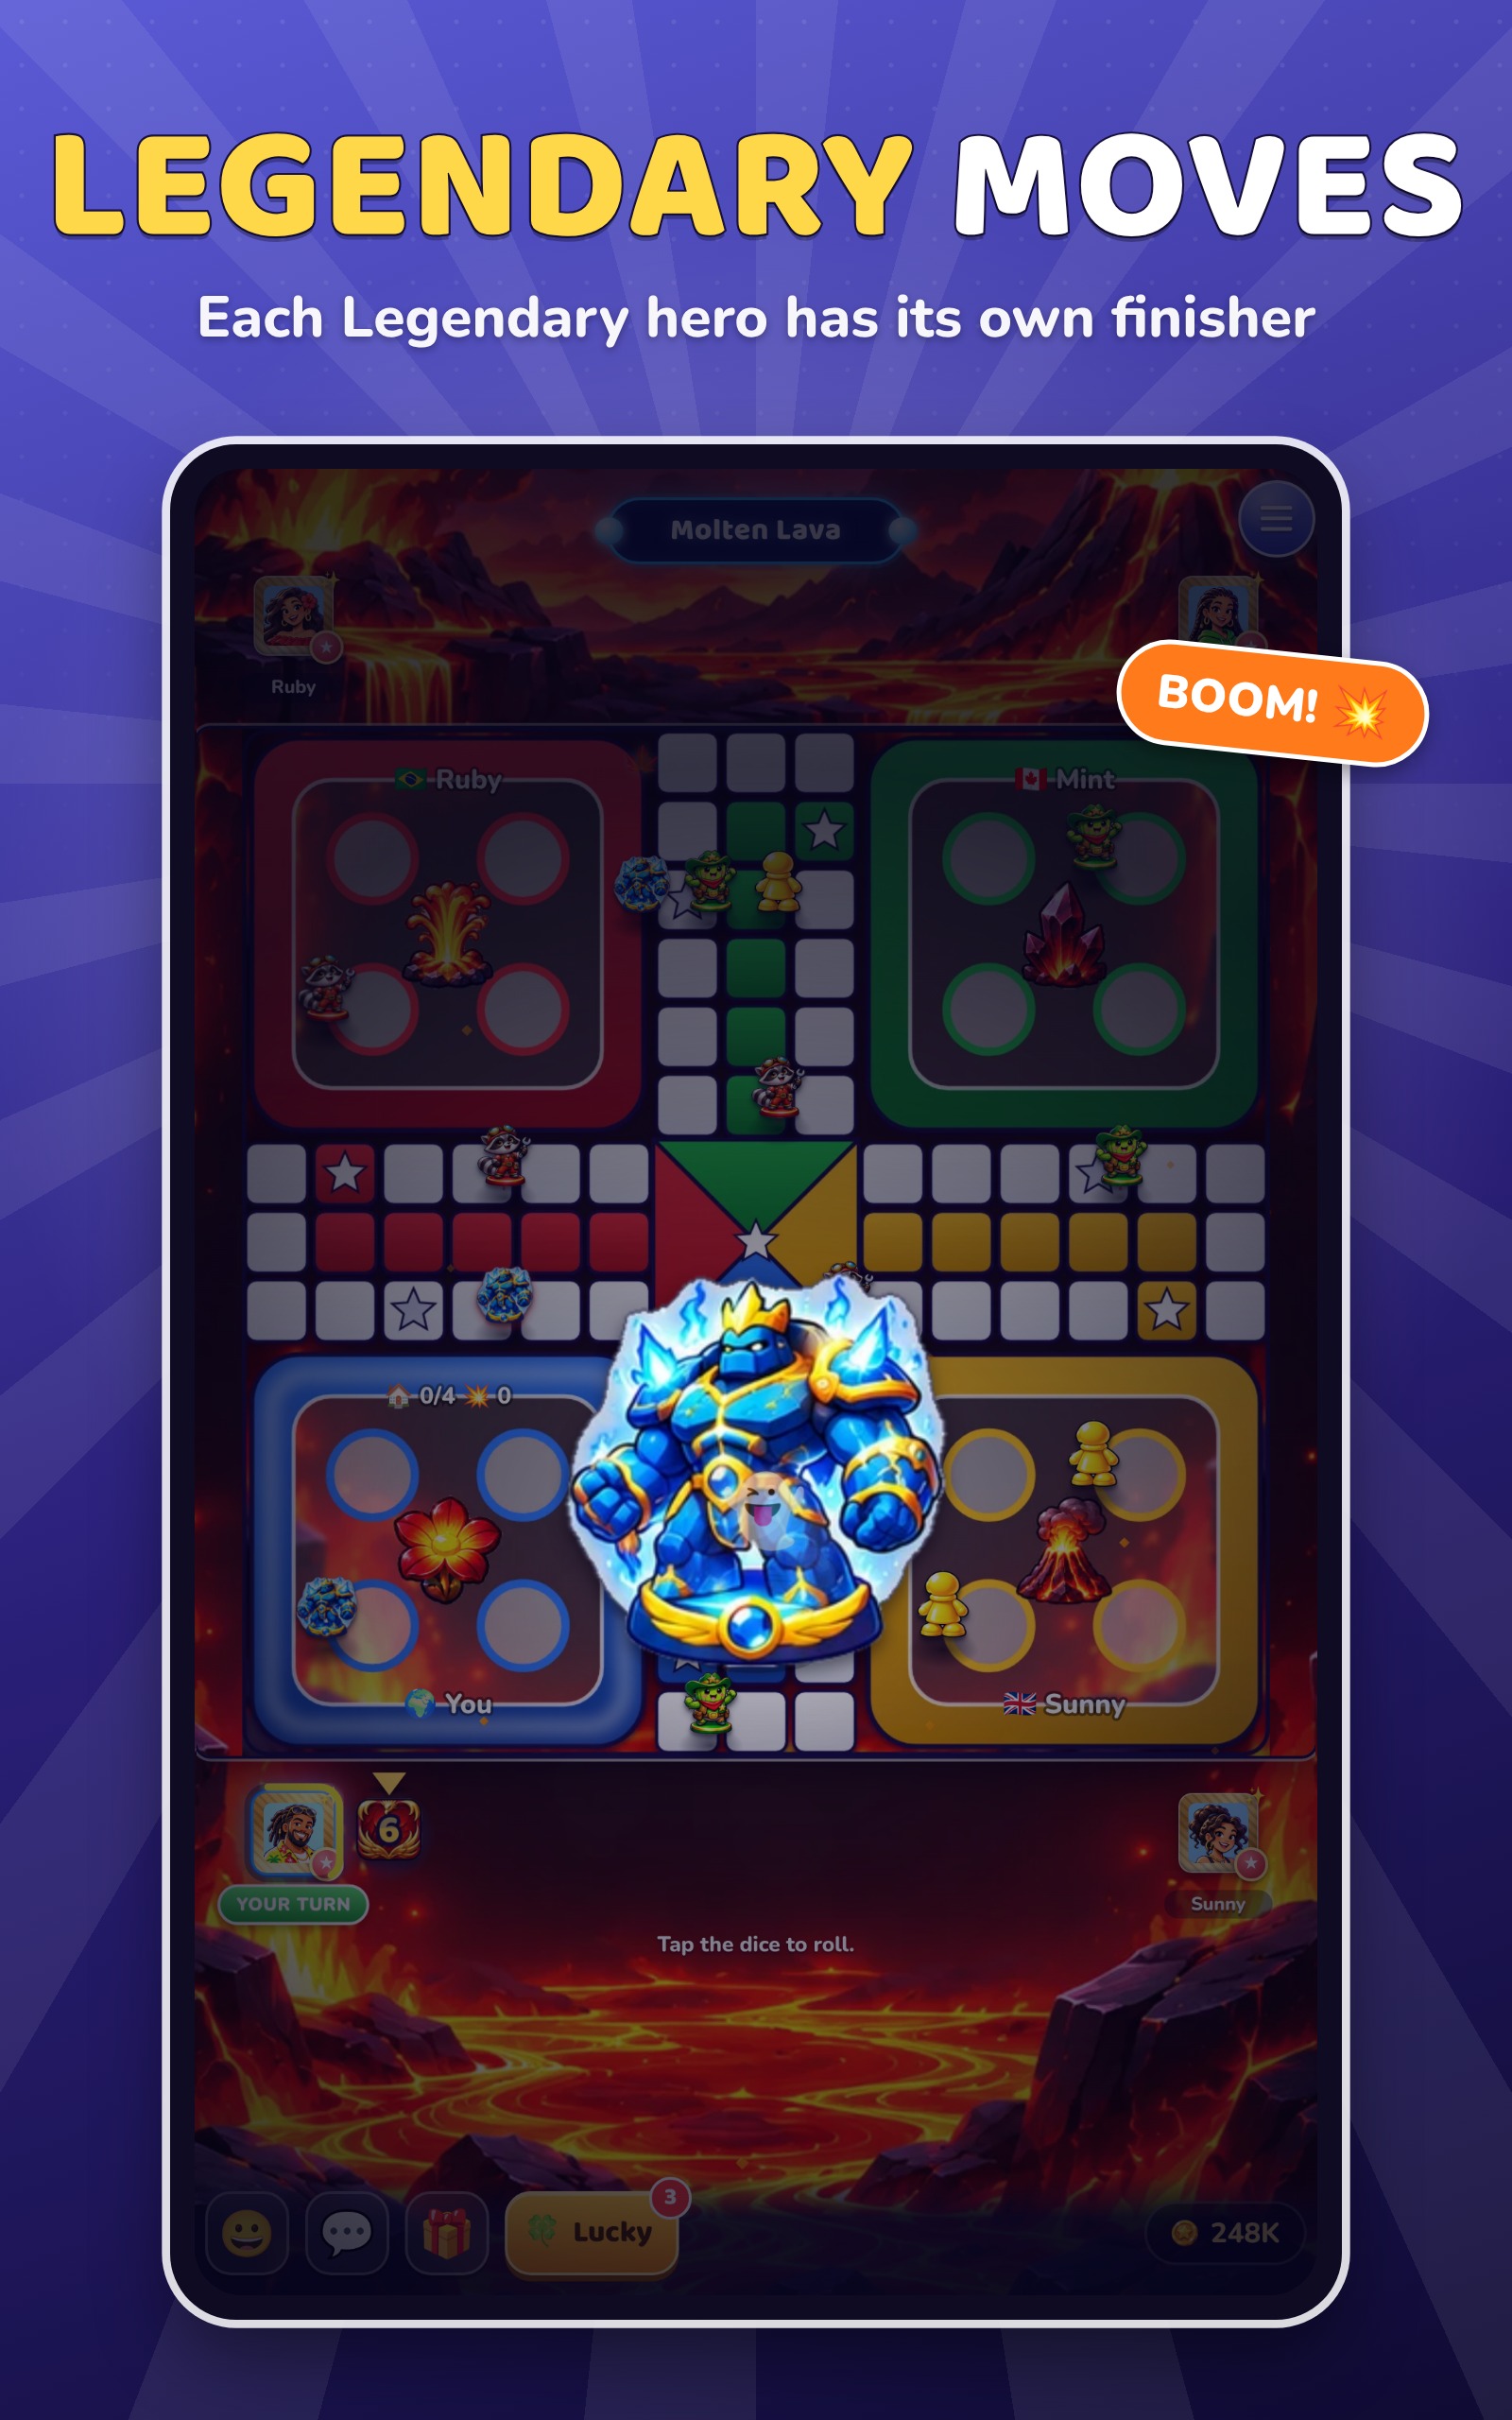 LEGENDARY MOVES
Each Legendary hero has its own finisher
Molten Lava
Ruby
BOOM! 💥
Ruby
Mint
0/4 💥 0
You
Sunny
6
YOUR TURN
Sunny
Tap the dice to roll.
3
Lucky
248K